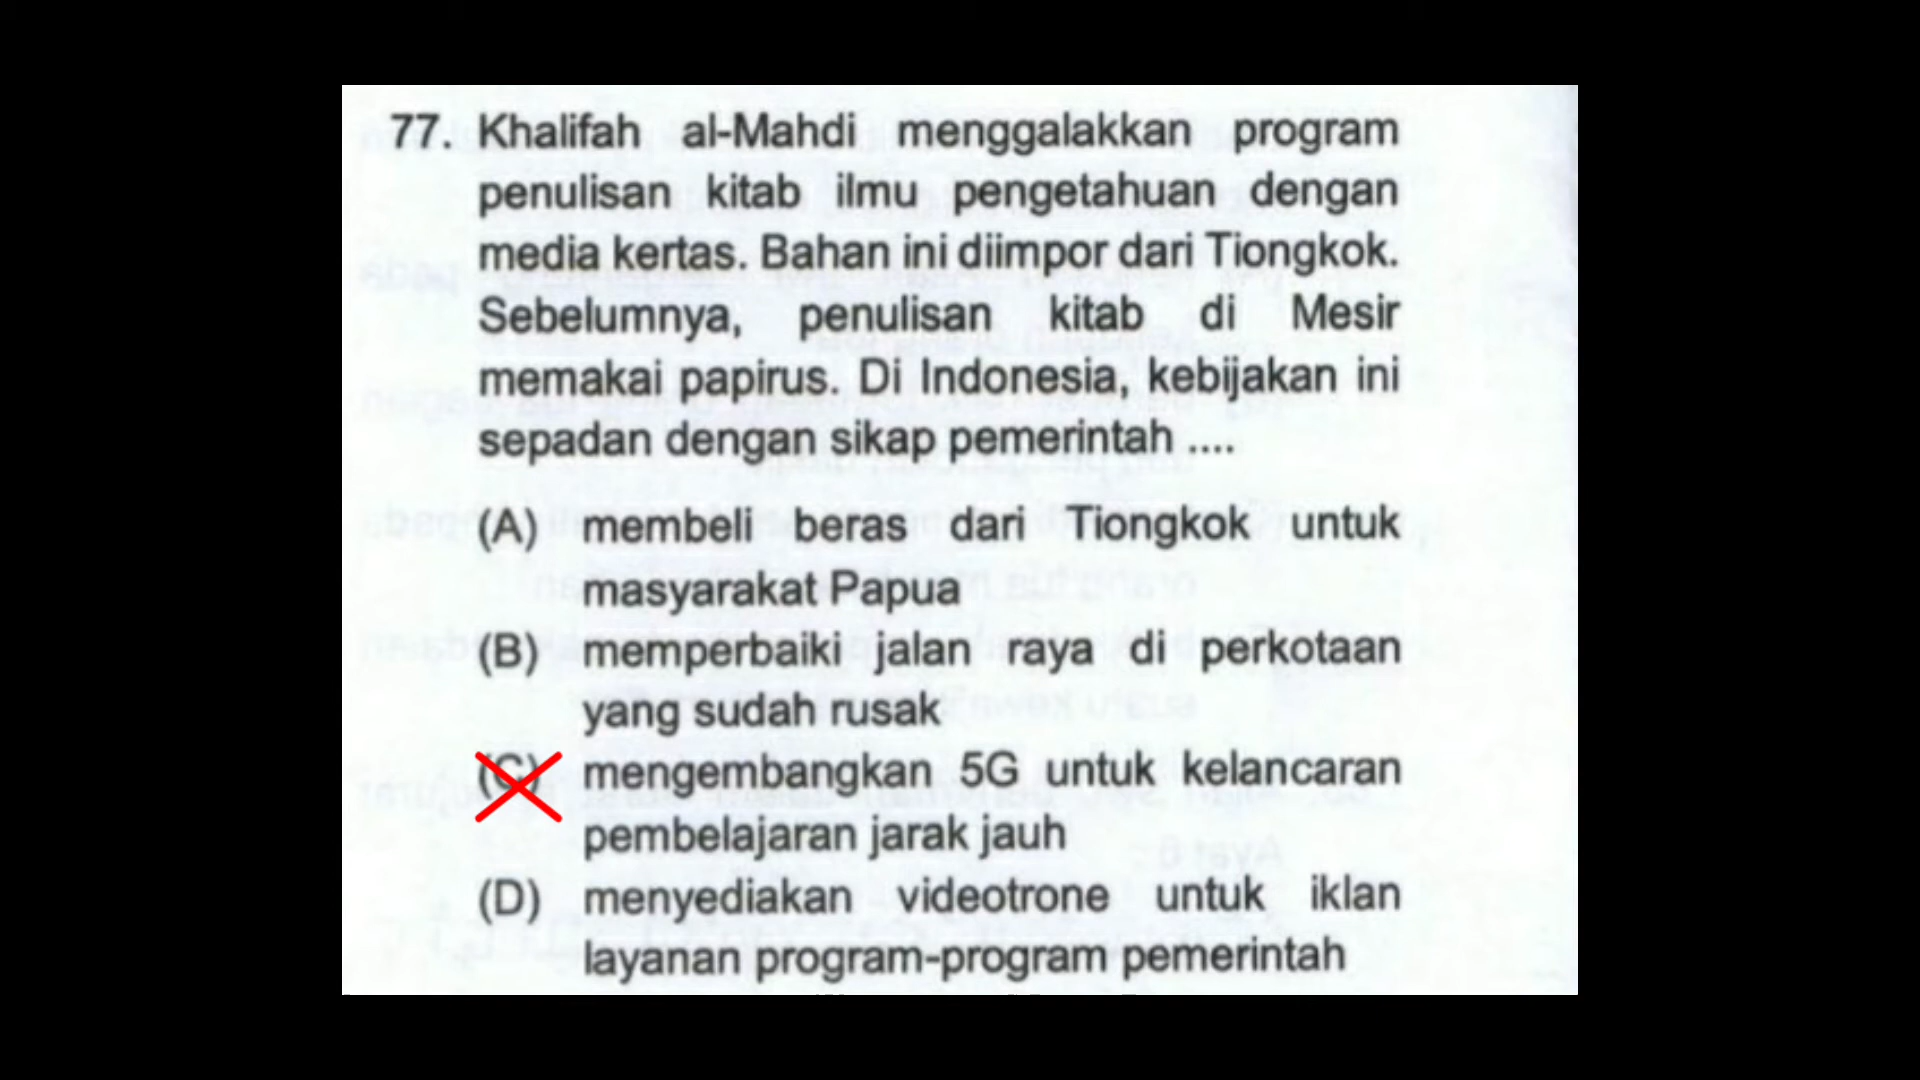 77. Khalifah al-Mahdi menggalakkan program
penulisan kitab ilmu pengetahuan dengan
media kertas. Bahan ini diimpor dari Tiongkok.
Sebelumnya, penulisan kitab di Mesir
memakai papirus. Di Indonesia, kebijakan ini
sepadan dengan sikap pemerintah ....
(A) membeli beras dari Tiongkok untuk
masyarakat Papua
(B) memperbaiki jalan raya di perkotaan
yang sudah rusak
(C) mengembangkan 5G untuk kelancaran
pembelajaran jarak jauh
(D) menyediakan videotrone untuk iklan
layanan program-program pemerintah